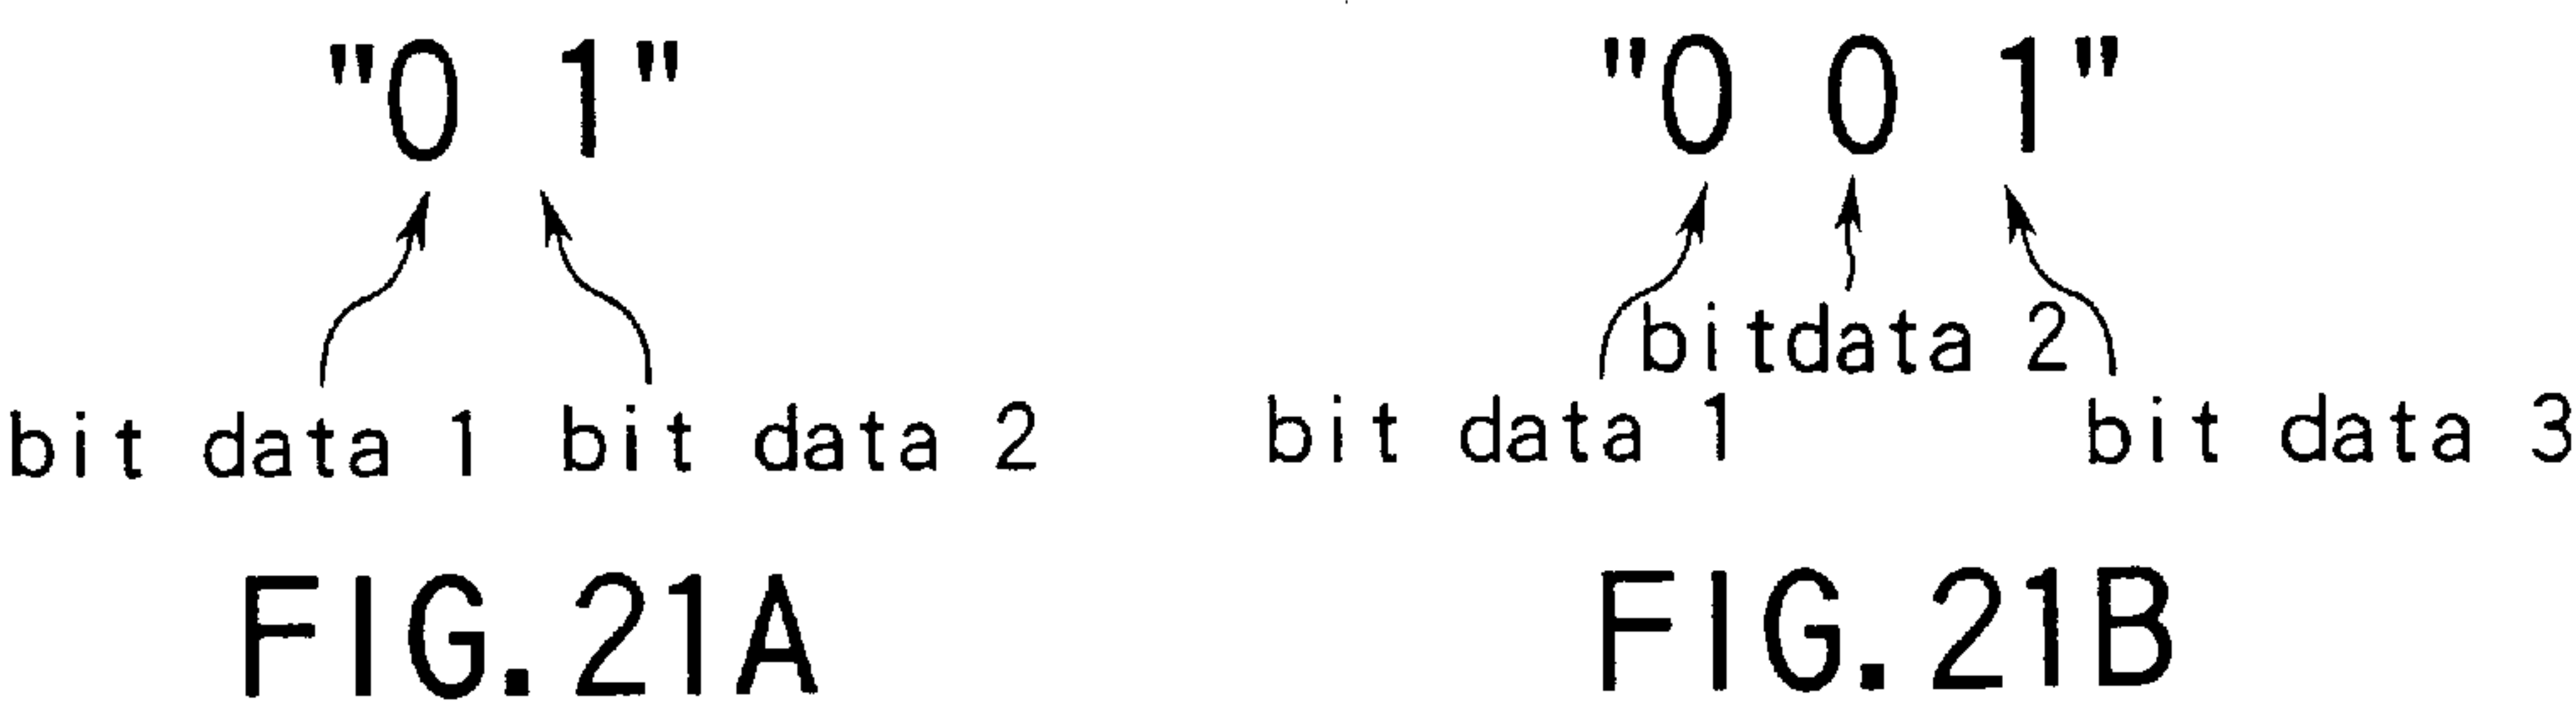 "0 1"
bit data 1 bit data 2
FIG.21A
"0 0 1"
bitdata 2
bit data 1 bit data 3
FIG.21B